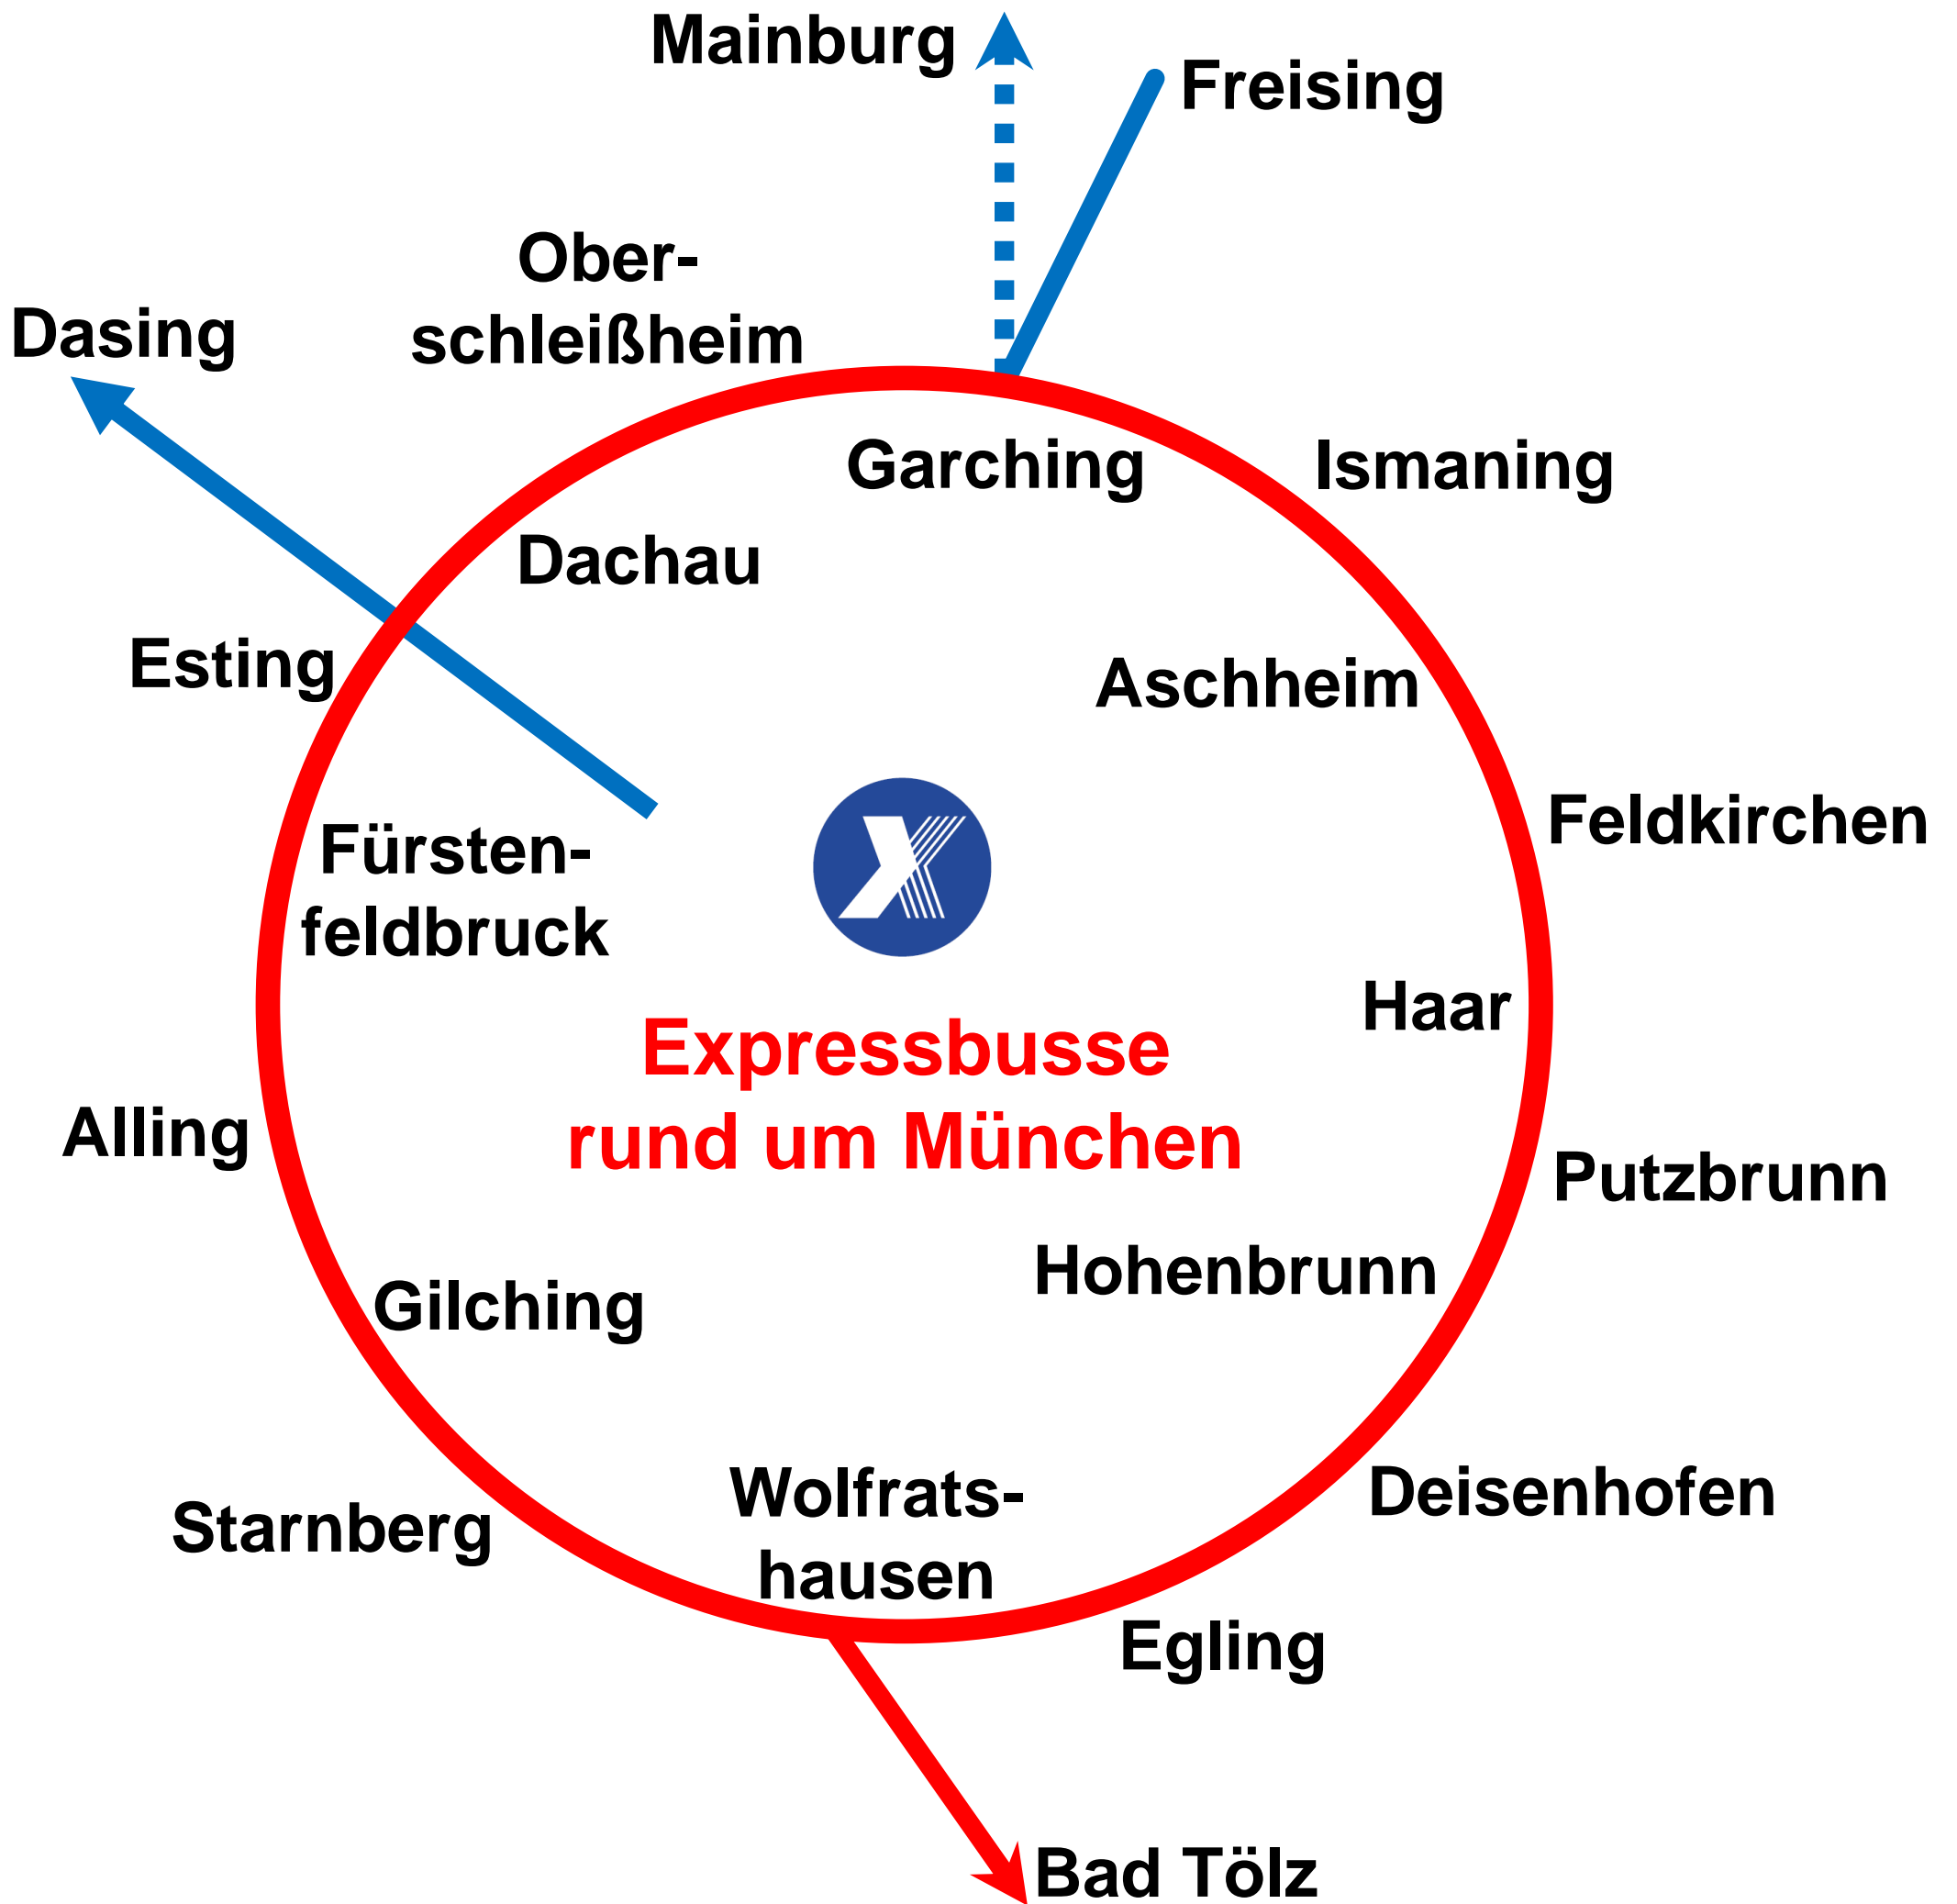 Mainburg
Freising
Ober-
schleißheim
Dasing
Garching
Ismaning
Dachau
Esting
Aschheim
Fürsten-
feldbruck
Feldkirchen
X
Haar
Expressbusse
rund um München
Alling
Putzbrunn
Hohenbrunn
Gilching
Wolfrats-
hausen
Deisenhofen
Starnberg
Egling
Bad Tölz